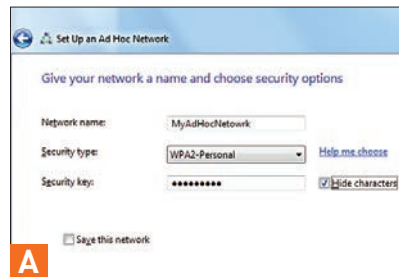 Set Up an Ad Hoc Network
Give your network a name and choose security options
Network name: MyAdHocNetowrk
Security type: WPA2-Personal Help me choose
Security key: ••••••••• Hide characters
Save this network
A